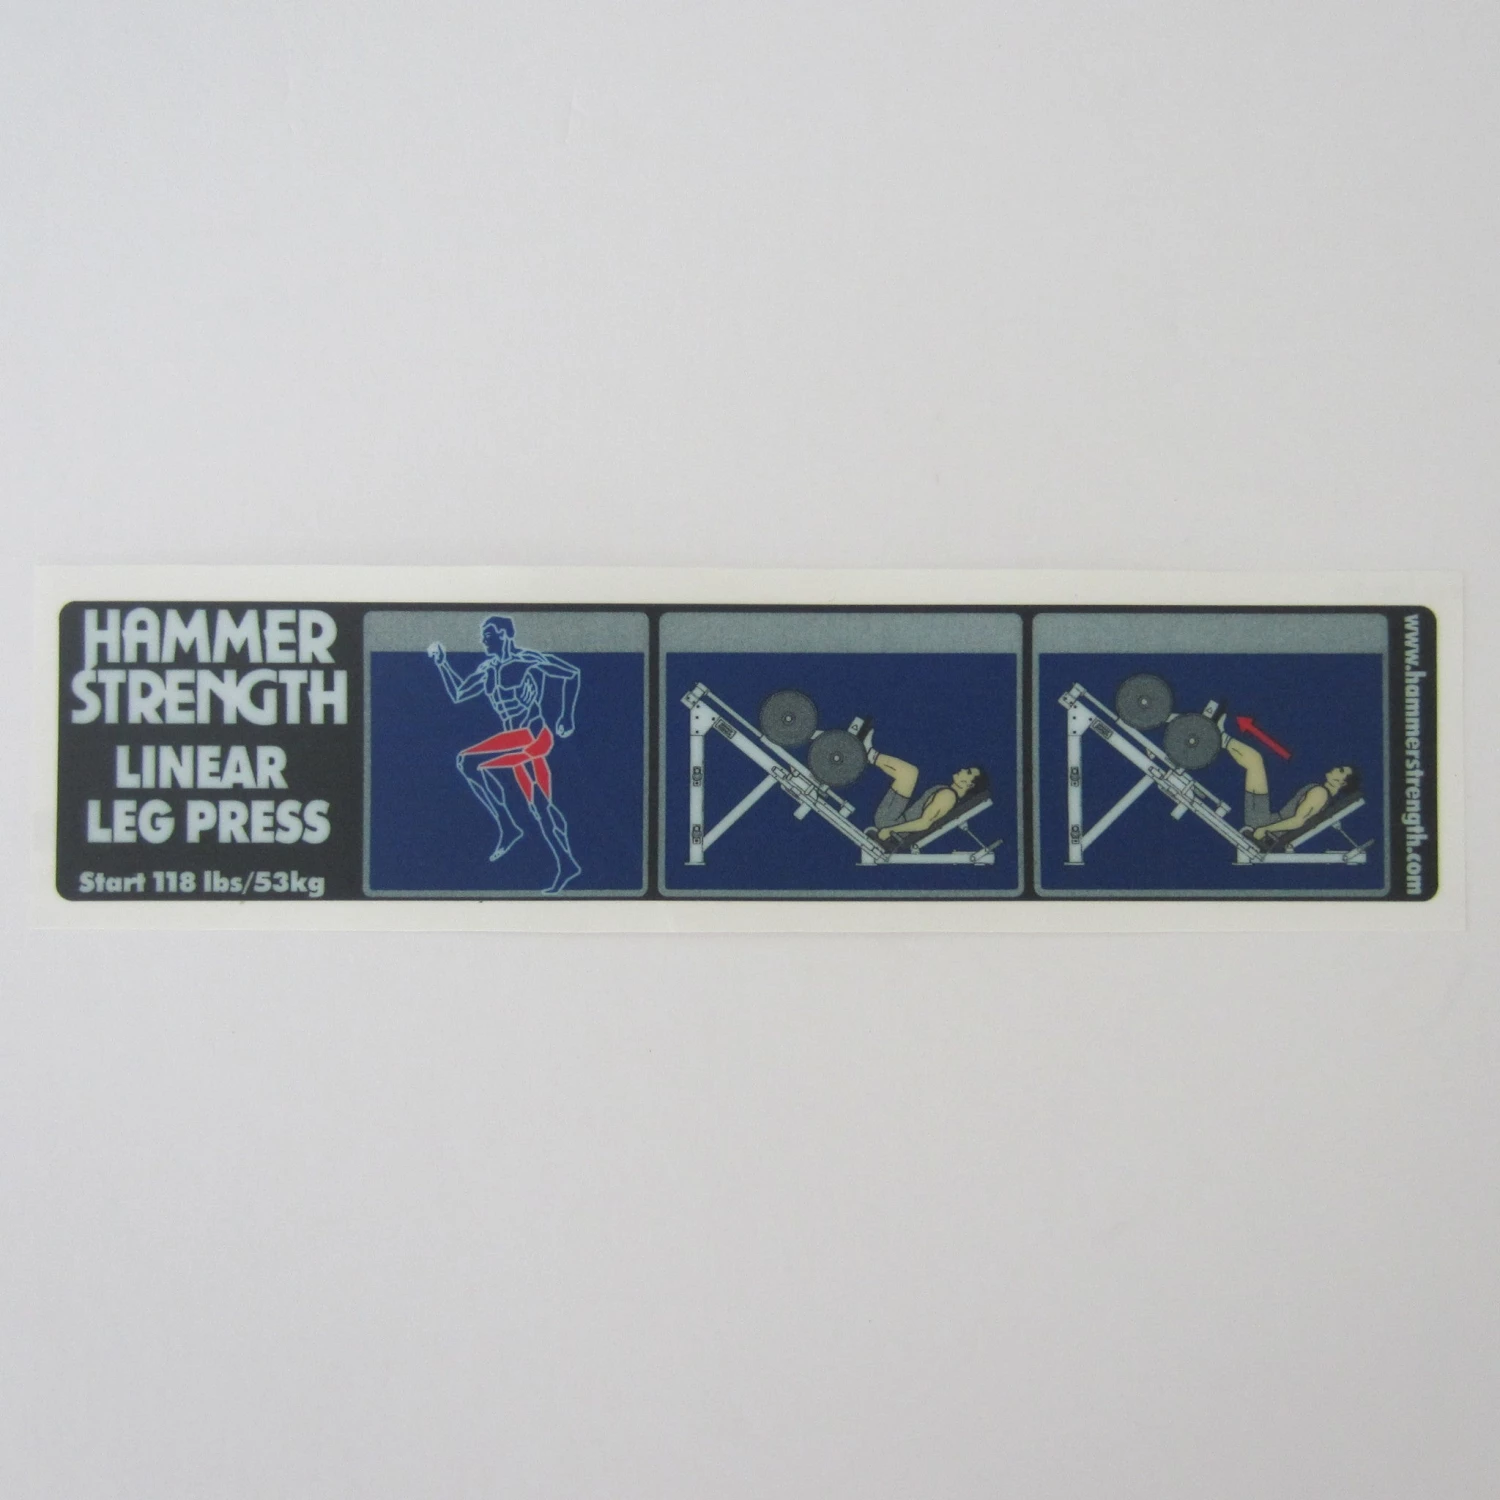 HAMMER
STRENGTH
LINEAR
LEG PRESS
Start 118 lbs/53kg
www.hammerstrength.com